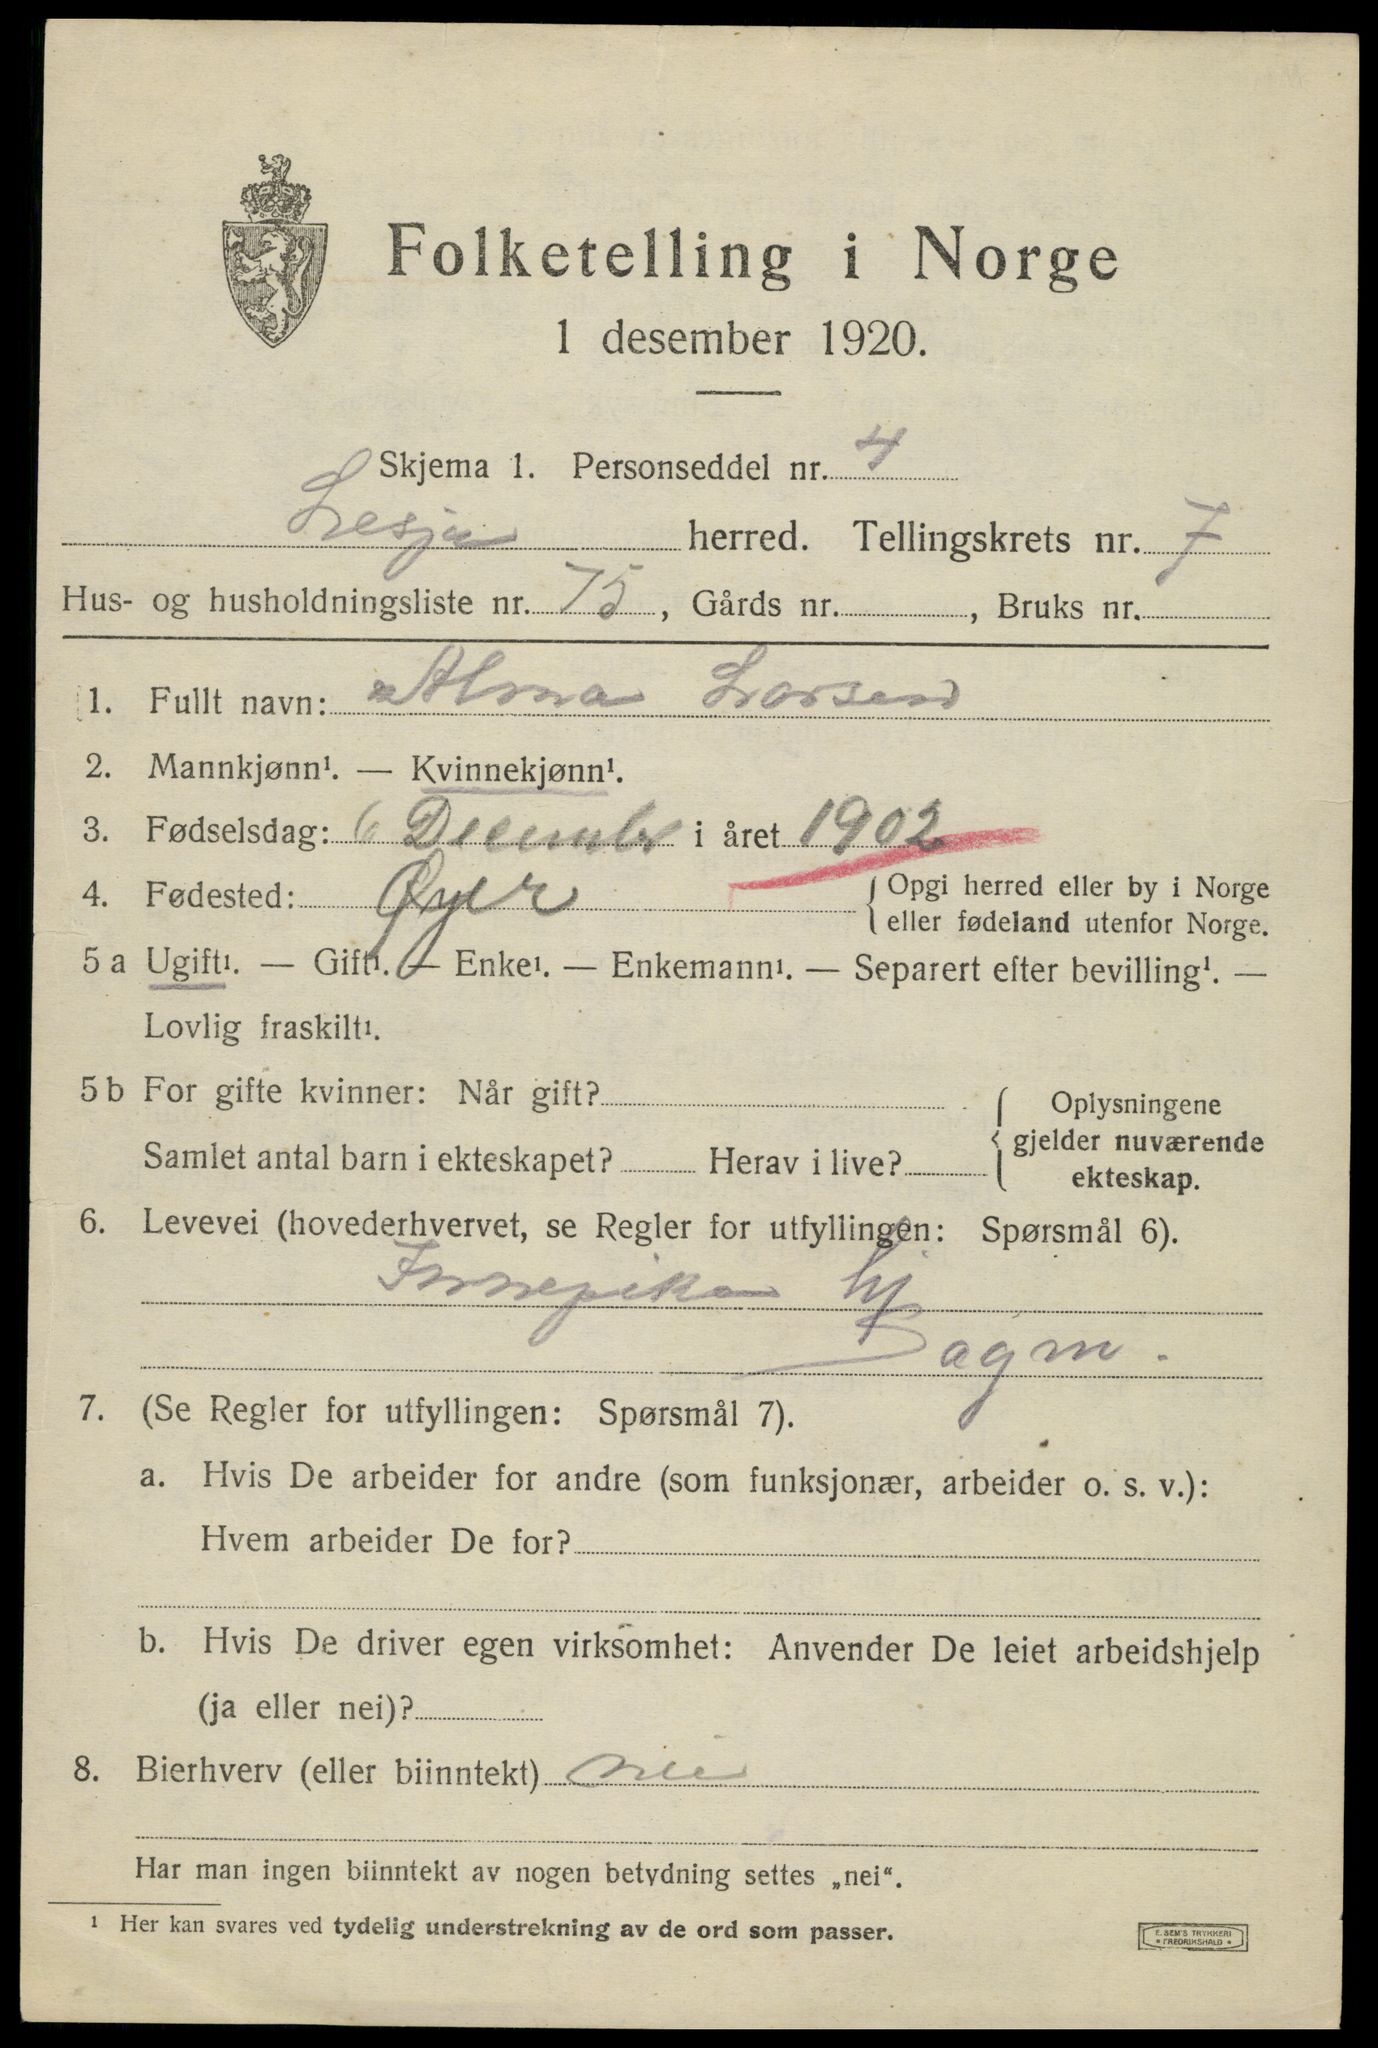 Folketelling i Norge
1 desember 1920.
Skjema 1. Personseddel nr. 4
Lesja herred. Tellingskrets nr. 7
Hus- og husholdningsliste nr. 75, Gårds nr. , Bruks nr.
1. Fullt navn: Alma Larsen
2. Mannkjønn¹. — Kvinnekjønn¹.
3. Fødselsdag: 6 December i året 1902
4. Fødested: Øyer { Opgi herred eller by i Norge
eller fødeland utenfor Norge.
5 a Ugift¹. — Gift¹. — Enke¹. — Enkemann¹. — Separert efter bevilling¹. —
Lovlig fraskilt¹.
5 b For gifte kvinner: Når gift? { Oplysningene
gjelder nuværende
Samlet antal barn i ekteskapet? Herav i live?
ekteskap.
6. Levevei (hovederhvervet, se Regler for utfyllingen: Spørsmål 6).
Innepike hj
Dagm.
7. (Se Regler for utfyllingen: Spørsmål 7).
a. Hvis De arbeider for andre (som funksjonær, arbeider o. s. v.):
Hvem arbeider De for?
b. Hvis De driver egen virksomhet: Anvender De leiet arbeidshjelp
(ja eller nei)?
8. Bierhverv (eller biinntekt) nei
Har man ingen biinntekt av nogen betydning settes „nei“.
¹ Her kan svares ved tydelig understrekning av de ord som passer.
E. SEM'S TRYKKERI
* FREDRIKSHALD *